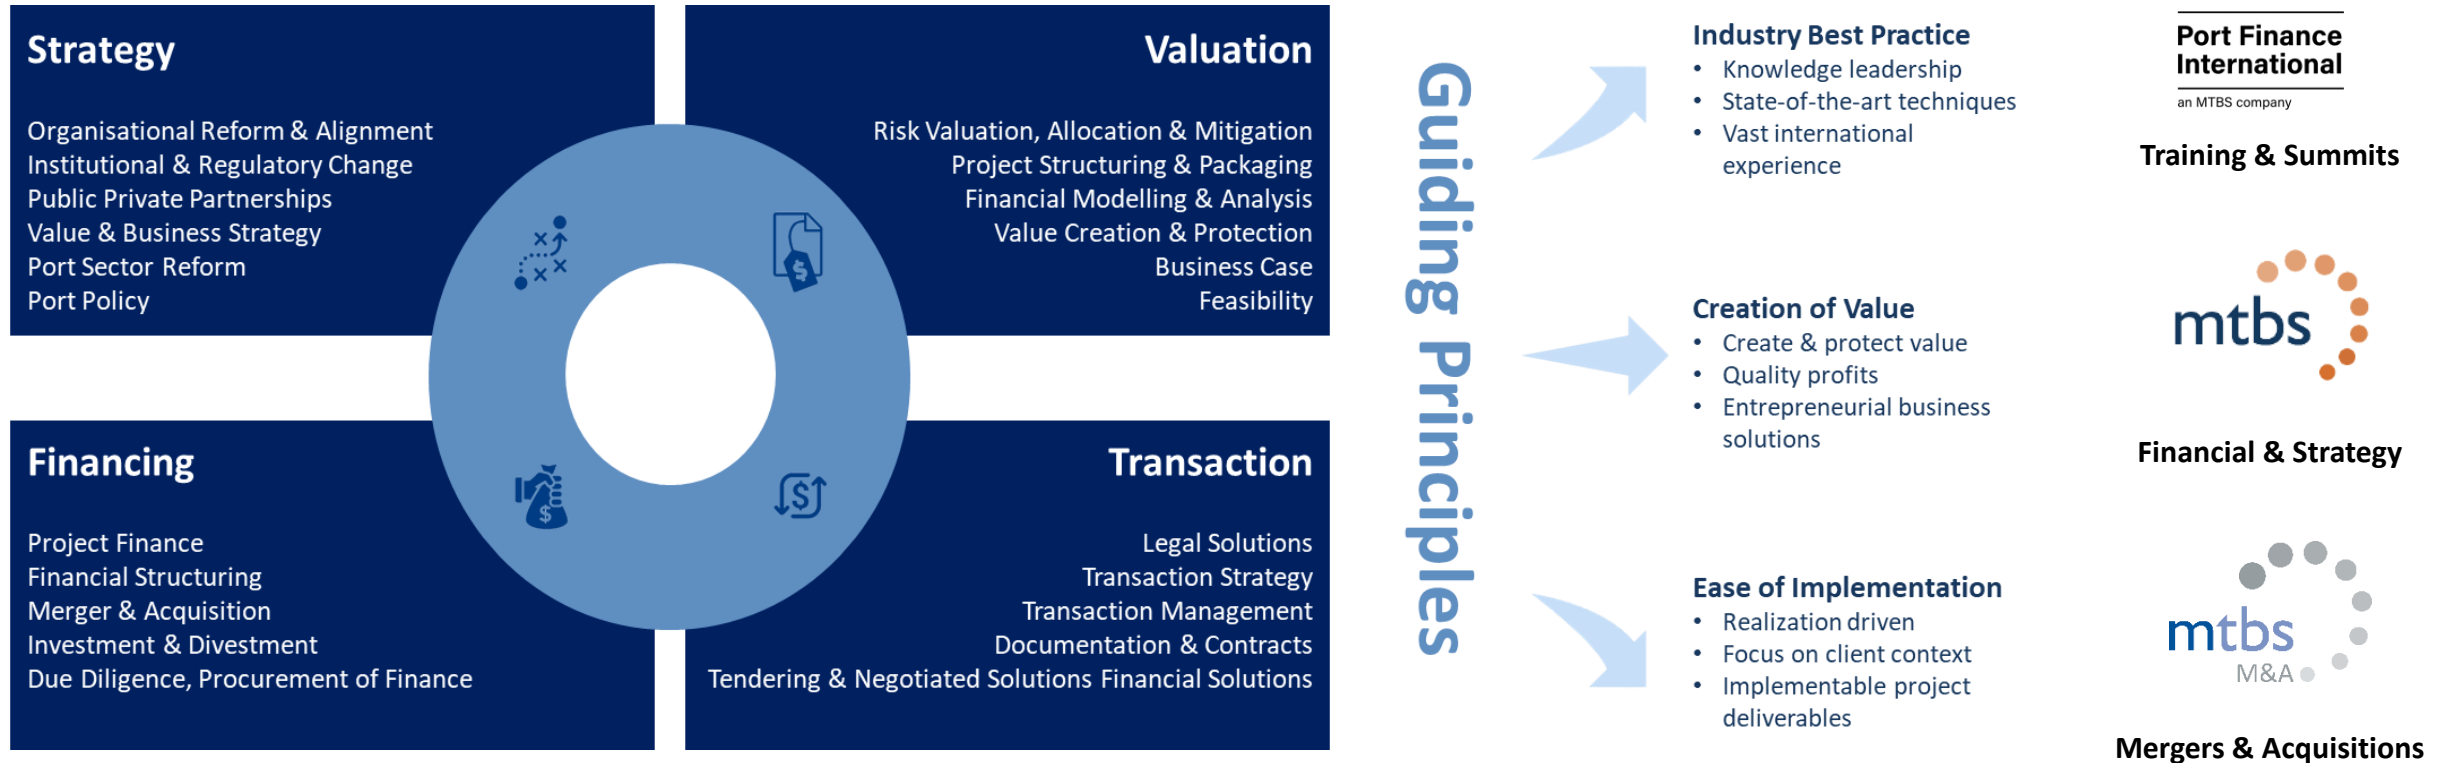 Strategy
Organisational Reform & Alignment
Institutional & Regulatory Change
Public Private Partnerships
Value & Business Strategy
Port Sector Reform
Port Policy
Valuation
Risk Valuation, Allocation & Mitigation
Project Structuring & Packaging
Financial Modelling & Analysis
Value Creation & Protection
Business Case
Feasibility
Financing
Project Finance
Financial Structuring
Merger & Acquisition
Investment & Divestment
Due Diligence, Procurement of Finance
Transaction
Legal Solutions
Transaction Strategy
Transaction Management
Documentation & Contracts
Tendering & Negotiated Solutions Financial Solutions
Guiding Principles
Industry Best Practice
• Knowledge leadership
• State-of-the-art techniques
• Vast international
experience
Creation of Value
• Create & protect value
• Quality profits
• Entrepreneurial business
solutions
Ease of Implementation
• Realization driven
• Focus on client context
• Implementable project
deliverables
Port Finance
International
an MTBS company
Training & Summits
mtbs
Financial & Strategy
mtbs
M&A
Mergers & Acquisitions